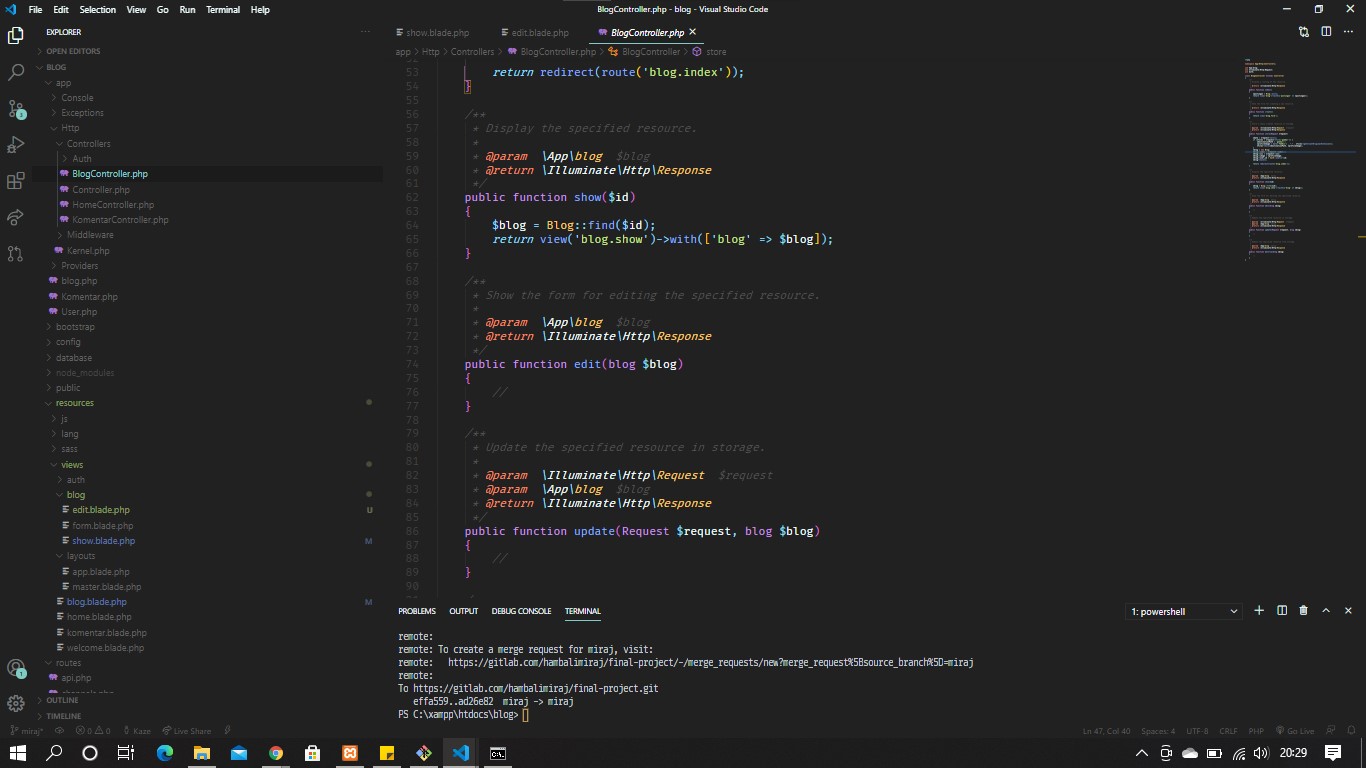 File Edit Selection View Go Run Terminal Help
BlogController.php - blog - Visual Studio Code
EXPLORER
OPEN EDITORS
BLOG
app
Console
Exceptions
Http
Controllers
Auth
BlogController.php
Controller.php
HomeController.php
KomentarController.php
Middleware
Kernel.php
Providers
blog.php
Komentar.php
User.php
bootstrap
config
database
node_modules
public
resources
js
lang
sass
views
auth
blog
edit.blade.php U
form.blade.php
show.blade.php M
layouts
app.blade.php
master.blade.php
blog.blade.php M
home.blade.php
komentar.blade.php
welcome.blade.php
routes
api.php
OUTLINE
TIMELINE
3
1
show.blade.php edit.blade.php BlogController.php
app > Http > Controllers > BlogController.php > BlogController > store
53 return redirect(route('blog.index'));
54 }
55
56 /**
57 * Display the specified resource.
58 *
59 * @param \App\blog $blog
60 * @return \Illuminate\Http\Response
61 */
62 public function show($id)
63 {
64 $blog = Blog::find($id);
65 return view('blog.show')->with(['blog' => $blog]);
66 }
67
68 /**
69 * Show the form for editing the specified resource.
70 *
71 * @param \App\blog $blog
72 * @return \Illuminate\Http\Response
73 */
74 public function edit(blog $blog)
75 {
76 //
77 }
78
79 /**
80 * Update the specified resource in storage.
81 *
82 * @param \Illuminate\Http\Request $request
83 * @param \App\blog $blog
84 * @return \Illuminate\Http\Response
85 */
86 public function update(Request $request, blog $blog)
87 {
88 //
89 }
90
PROBLEMS OUTPUT DEBUG CONSOLE TERMINAL
1: powershell
remote:
remote: To create a merge request for miraj, visit:
remote: https://gitlab.com/hambalimiraj/final-project/-/merge_requests/new?merge_request%5Bsource_branch%5D=miraj
remote:
To https://gitlab.com/hambalimiraj/final-project.git
effa559..ad26e82 miraj -> miraj
PS C:\xampp\htdocs\blog>
miraj* 0 0 Kaze Live Share
Ln 47, Col 40 Spaces: 4 UTF-8 CRLF PHP Go Live
20:29